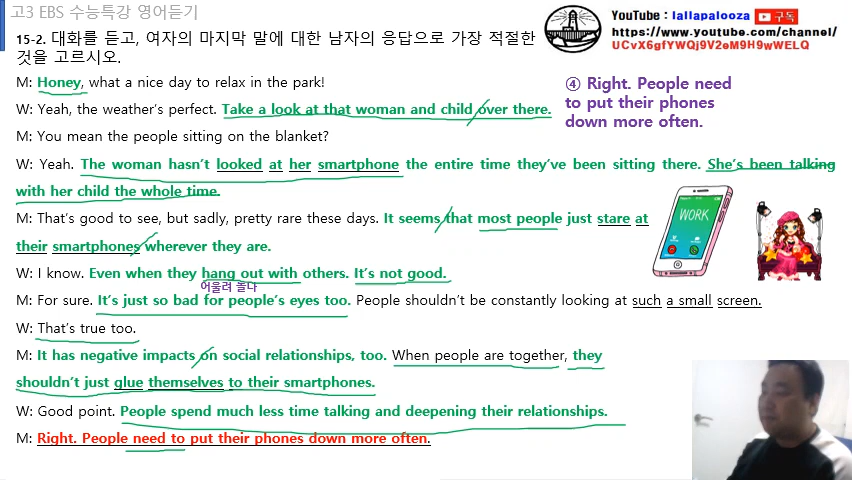 고3 EBS 수능특강 영어듣기
YouTube : lallapalooza 구독
https://www.youtube.com/channel/
UCvX6gfYWQj9V2eM9H9wWELQ
15-2. 대화를 듣고, 여자의 마지막 말에 대한 남자의 응답으로 가장 적절한
것을 고르시오.
M: Honey, what a nice day to relax in the park!
W: Yeah, the weather's perfect. Take a look at that woman and child over there.
M: You mean the people sitting on the blanket?
W: Yeah. The woman hasn't looked at her smartphone the entire time they've been sitting there. She's been talking
with her child the whole time.
M: That's good to see, but sadly, pretty rare these days. It seems that most people just stare at
their smartphones wherever they are.
W: I know. Even when they hang out with others. It's not good.
어울려 놀다
M: For sure. It's just so bad for people's eyes too. People shouldn't be constantly looking at such a small screen.
W: That's true too.
M: It has negative impacts on social relationships, too. When people are together, they
shouldn't just glue themselves to their smartphones.
W: Good point. People spend much less time talking and deepening their relationships.
M: Right. People need to put their phones down more often.
④ Right. People need
to put their phones
down more often.
WORK